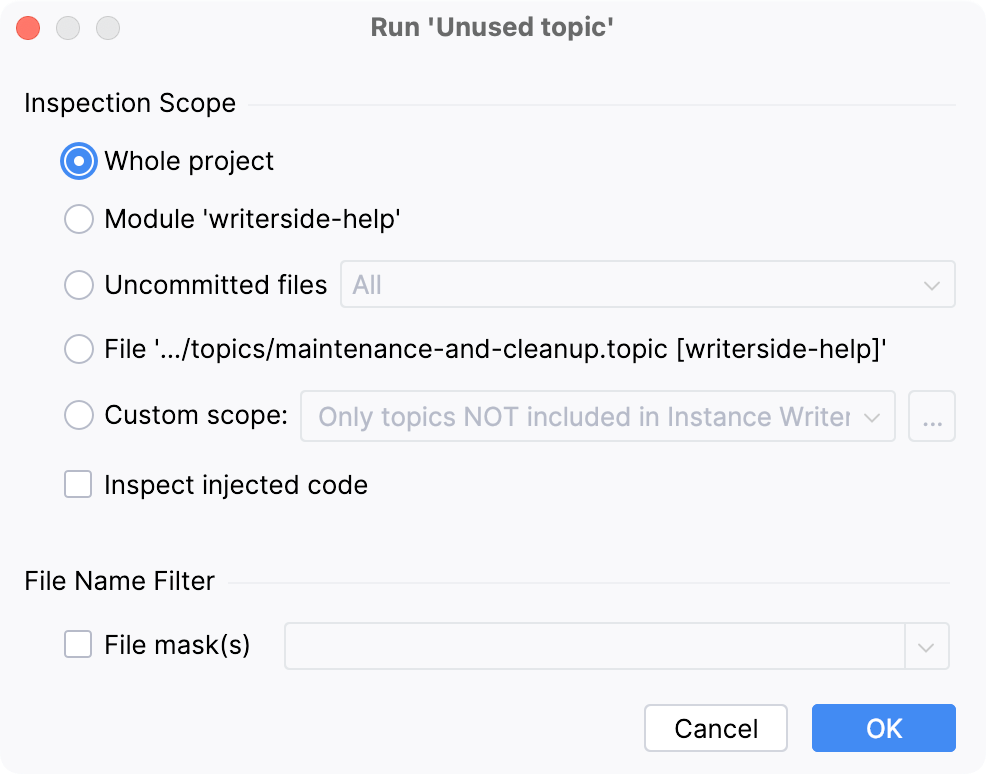 Run 'Unused topic'
Inspection Scope
Whole project
Module 'writerside-help'
Uncommitted files All
File '.../topics/maintenance-and-cleanup.topic [writerside-help]'
Custom scope: Only topics NOT included in Instance Writer ...
Inspect injected code
File Name Filter
File mask(s)
Cancel OK